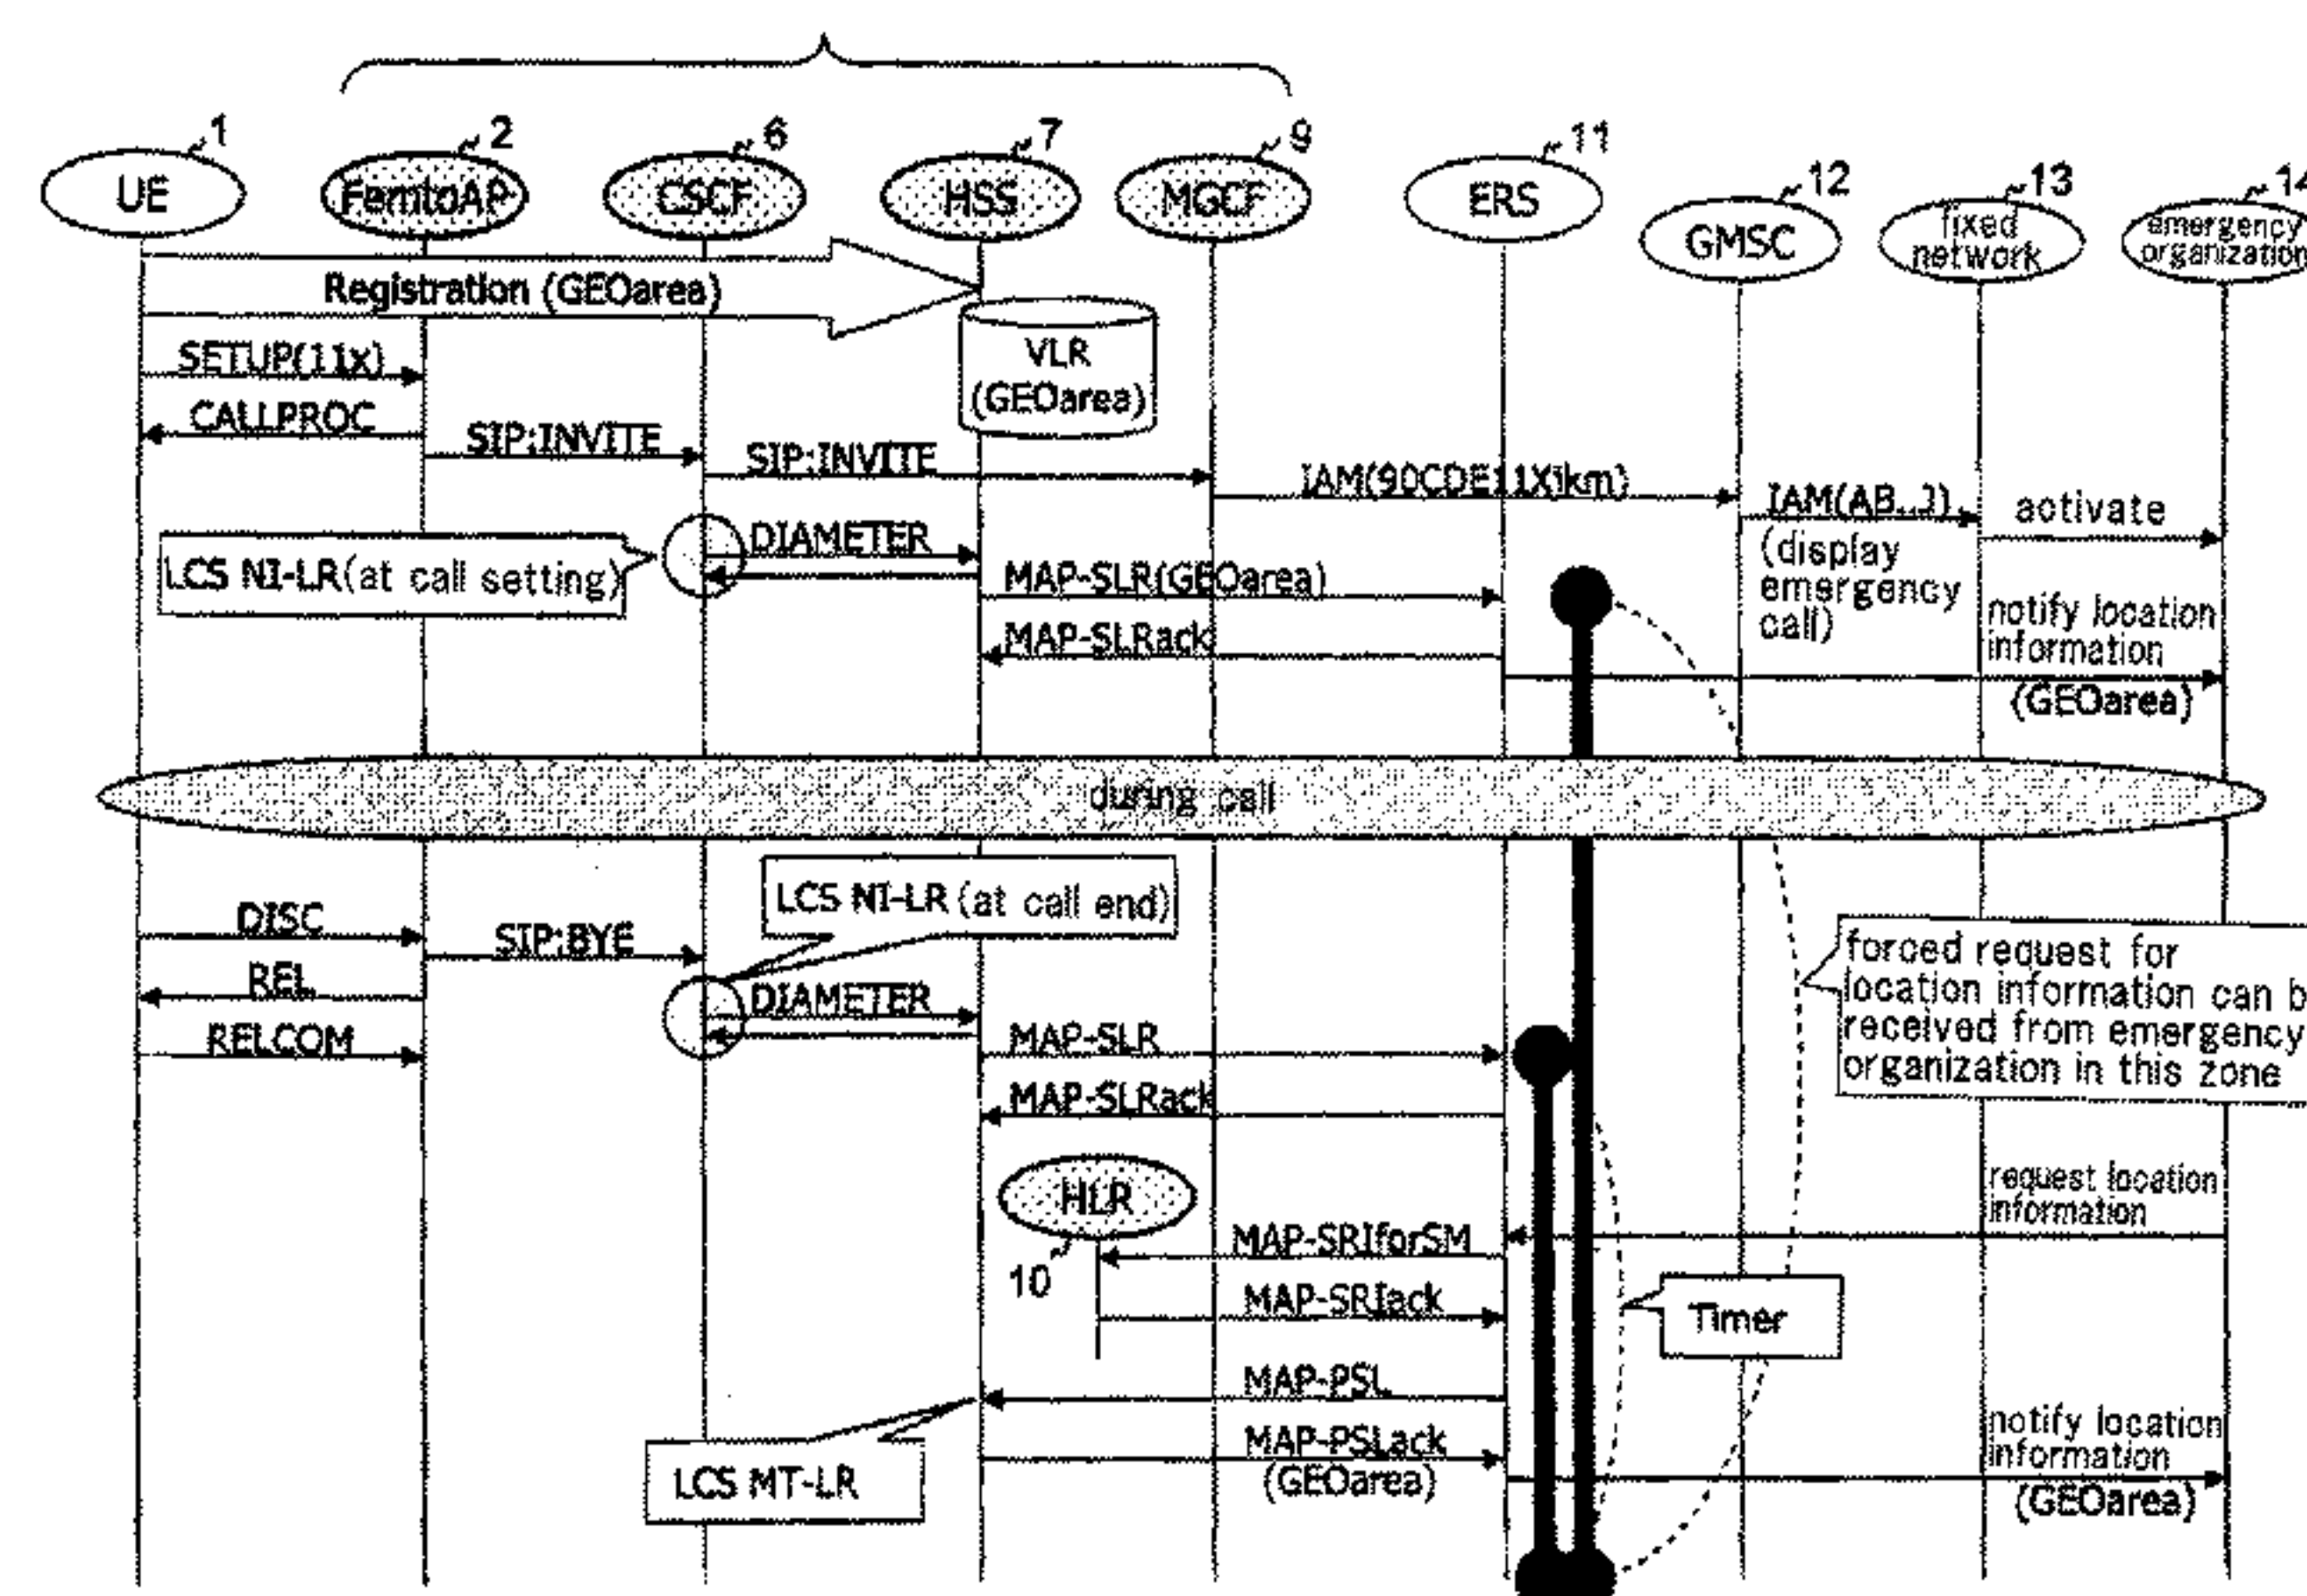 1
2
6
7
9
11
12
13
14
UE
FemtoAP
CSCF
HSS
MGCF
ERS
GMSC
fixed
network
emergency
organization
Registration (GEOarea)
VLR
(GEOarea)
SETUP(11x)
CALLPROC
SIP:INVITE
SIP:INVITE
IAM(90CDE11Xikm)
IAM(AB..J)
(display
emergency
call)
activate
LCS NI-LR(at call setting)
DIAMETER
MAP-SLR(GEOarea)
MAP-SLRack
notify location
information
(GEOarea)
during call
LCS NI-LR (at call end)
DISC
SIP:BYE
REL
DIAMETER
RELCOM
MAP-SLR
MAP-SLRack
forced request for
location information can b
received from emergency
organization in this zone
HLR
10
request location
information
MAP-SRIforSM
MAP-SRIack
Timer
MAP-PSL
LCS MT-LR
MAP-PSLack
(GEOarea)
notify location
information
(GEOarea)